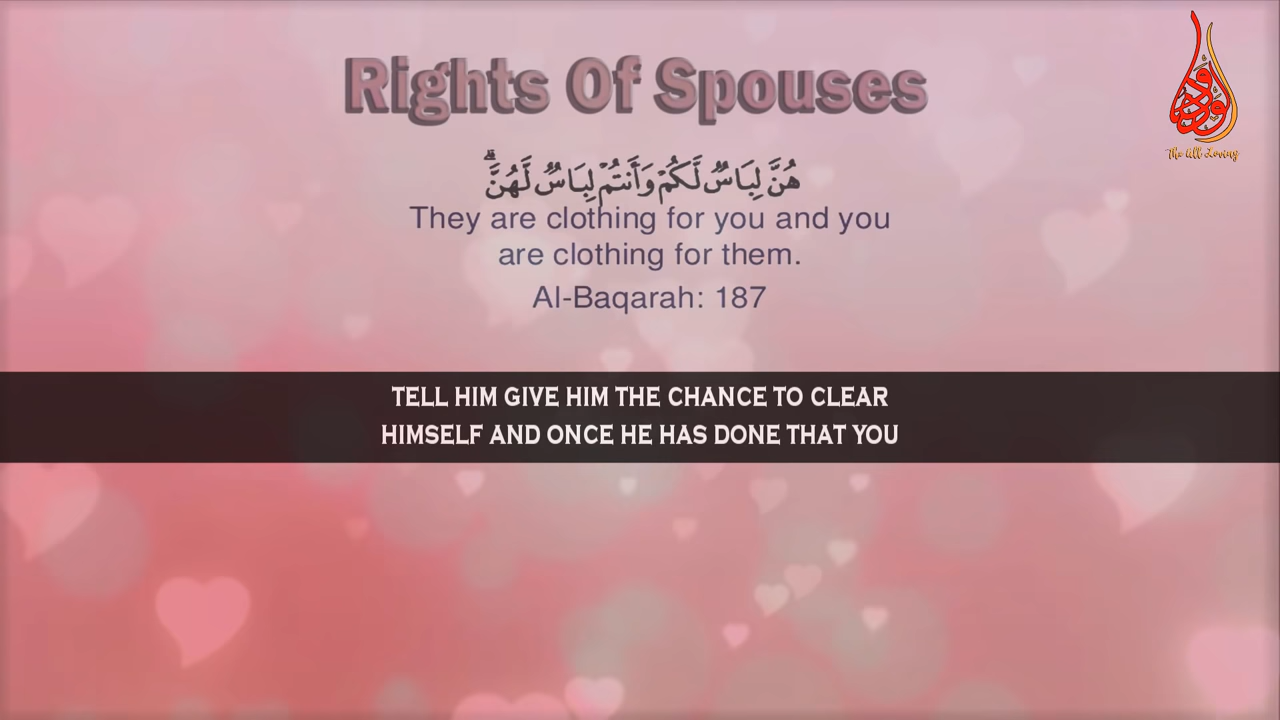 Rights Of Spouses
هُنَّ لِبَاسٌ لَّكُمْ وَأَنتُمْ لِبَاسٌ لَّهُنَّ ۗ
They are clothing for you and you
are clothing for them.
Al-Baqarah: 187
TELL HIM GIVE HIM THE CHANCE TO CLEAR
HIMSELF AND ONCE HE HAS DONE THAT YOU
الودود
The All Loving